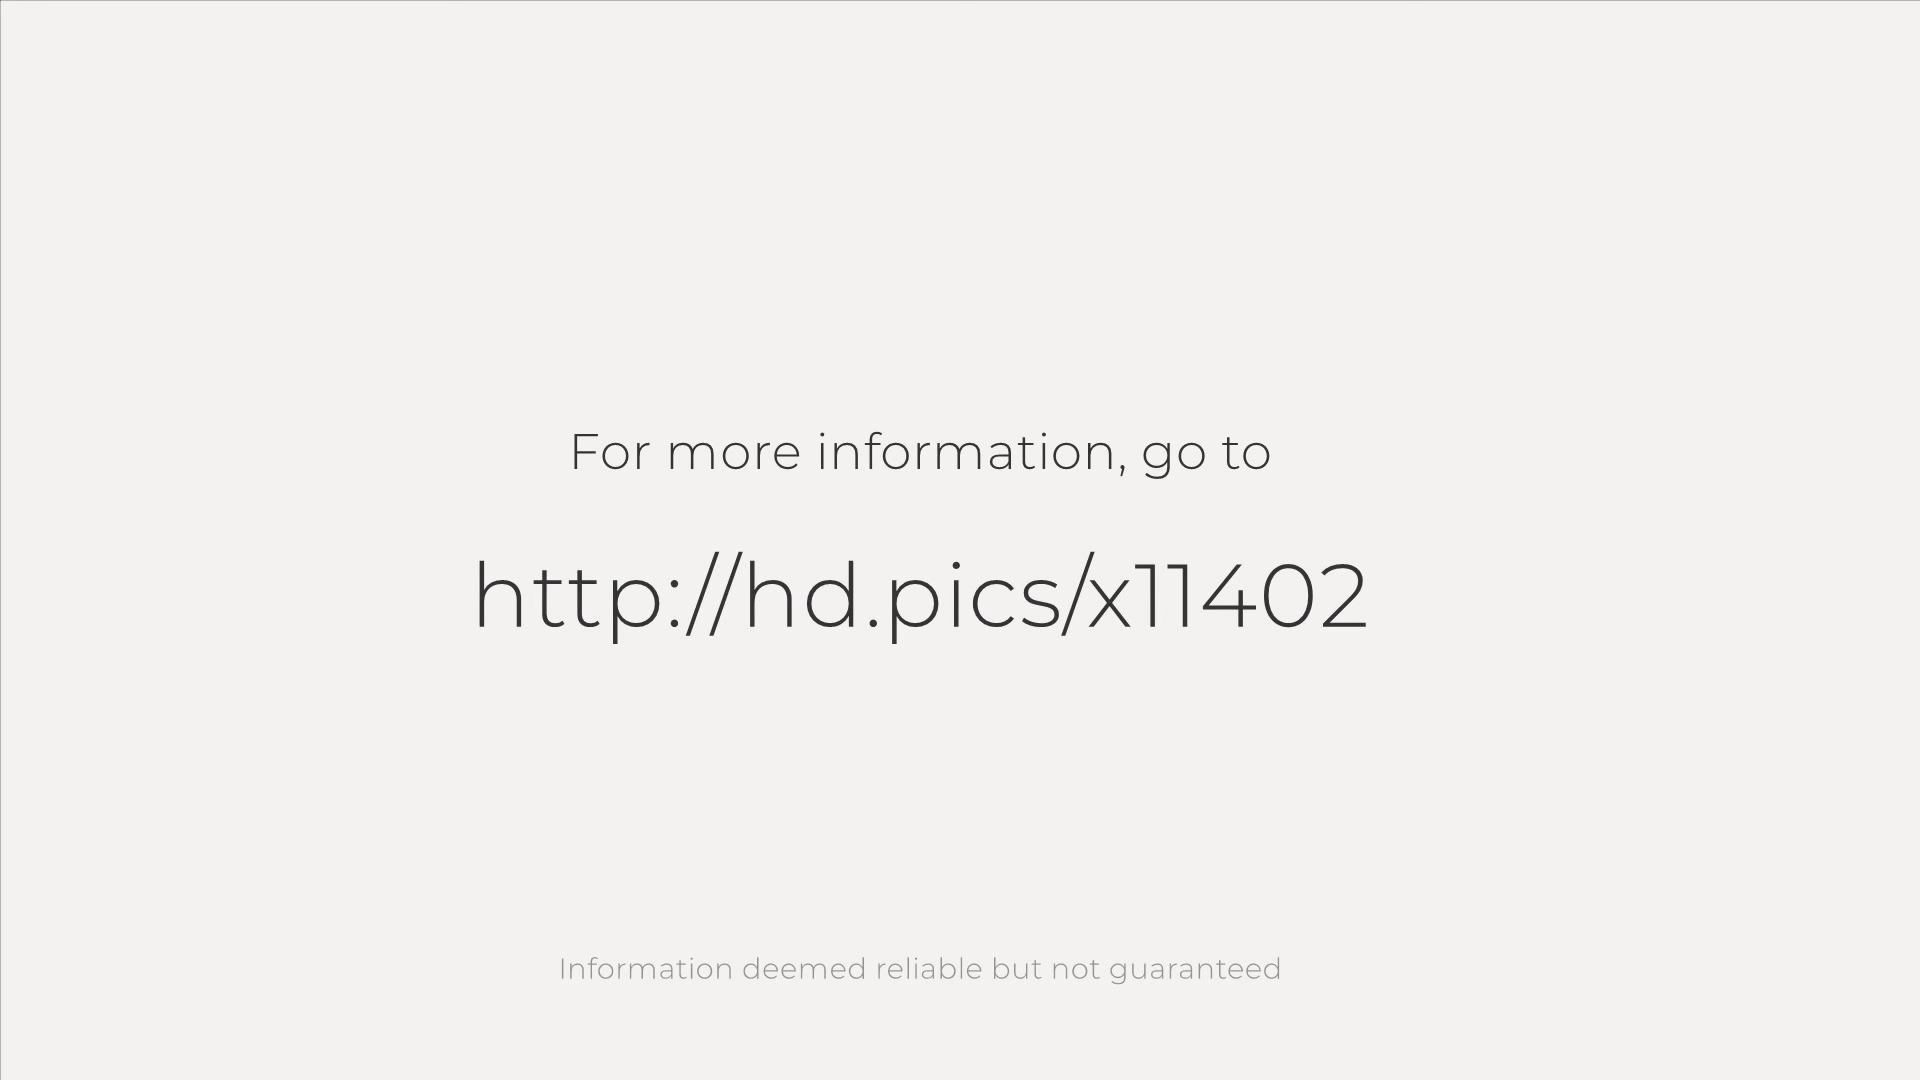 For more information, go to
http://hd.pics/x11402
Information deemed reliable but not guaranteed